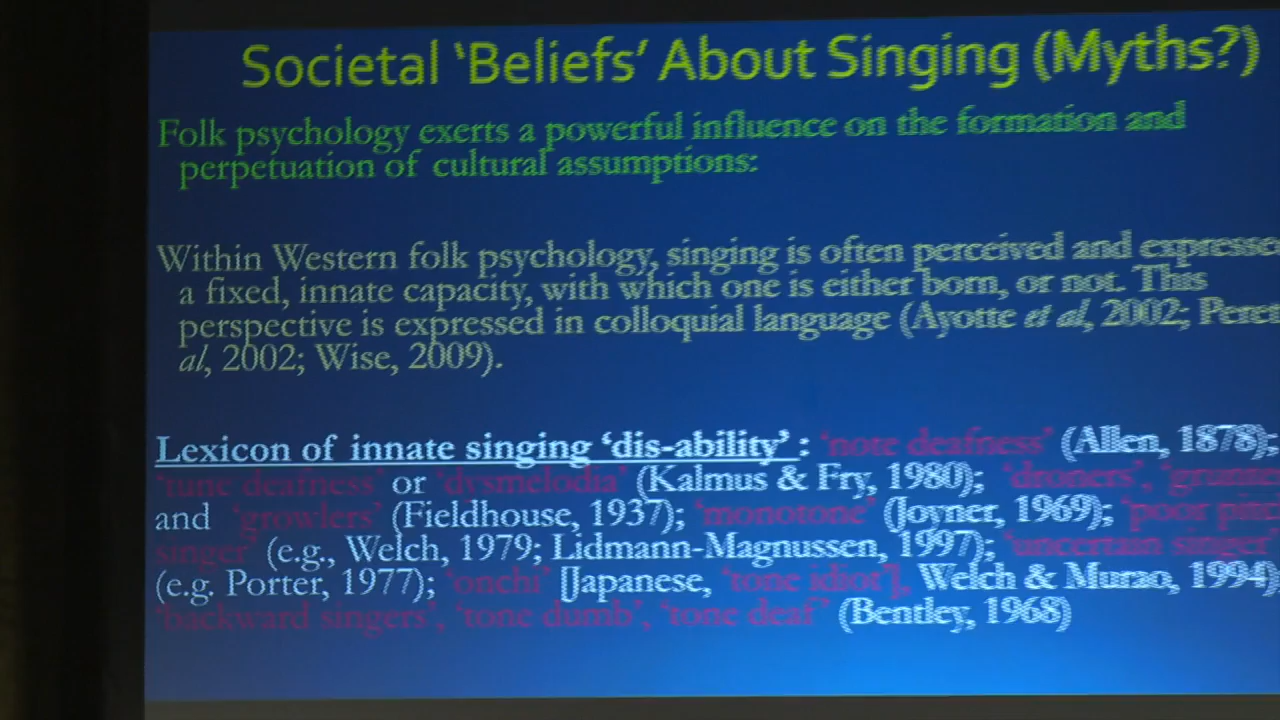 Societal ‘Beliefs’ About Singing (Myths?)
Folk psychology exerts a powerful influence on the formation and
perpetuation of cultural assumptions:
Within Western folk psychology, singing is often perceived and
a fixed, innate capacity, with which one is either born, or not. This
perspective is expressed in colloquial language (Ayotte et al, 2002;
al, 2002; Wise, 2009).
Lexicon of innate singing ‘dis-ability’ : ‘note deafness’ (Allen, 1878);
‘tune deafness’ or ‘dysmelodia’ (Kalmus & Fry, 1980); ‘droners’,
and ‘growlers’ (Fieldhouse, 1937); ‘monotone’ (Joyner, 1969); ‘poor
singer’ (e.g., Welch, 1979; Lidmann-Magnussen, 1997); ‘uncertain singer’
(e.g. Porter, 1977); ‘onchi’ [Japanese, ‘tone idiot’], Welch & Murao, 1994);
‘backward singers’, ‘tone dumb’, ‘tone deaf’ (Bentley, 1968)